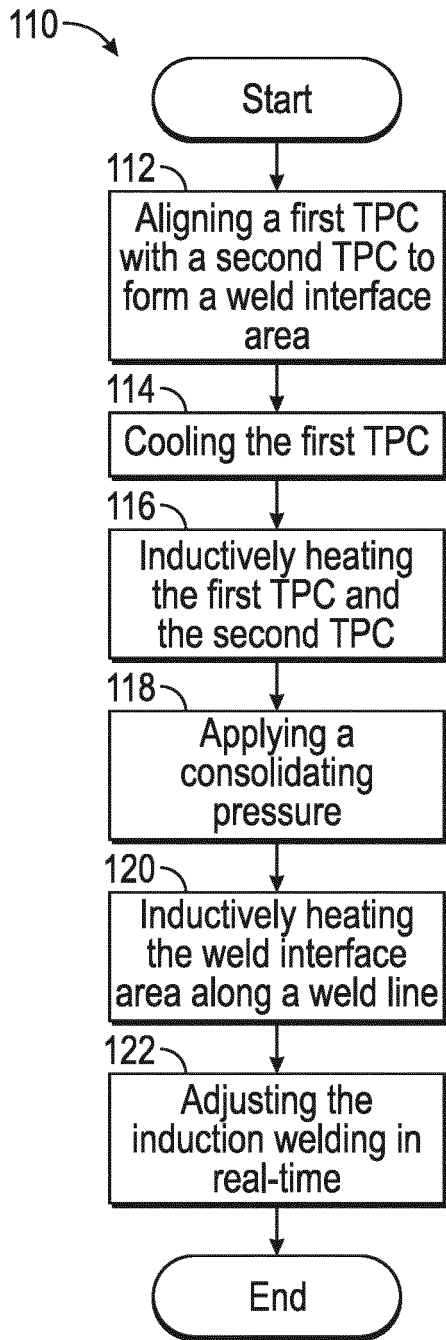 110
Start
112
Aligning a first TPC
with a second TPC to
form a weld interface
area
114
Cooling the first TPC
116
Inductively heating
the first TPC and
the second TPC
118
Applying a
consolidating
pressure
120
Inductively heating
the weld interface
area along a weld line
122
Adjusting the
induction welding in
real-time
End